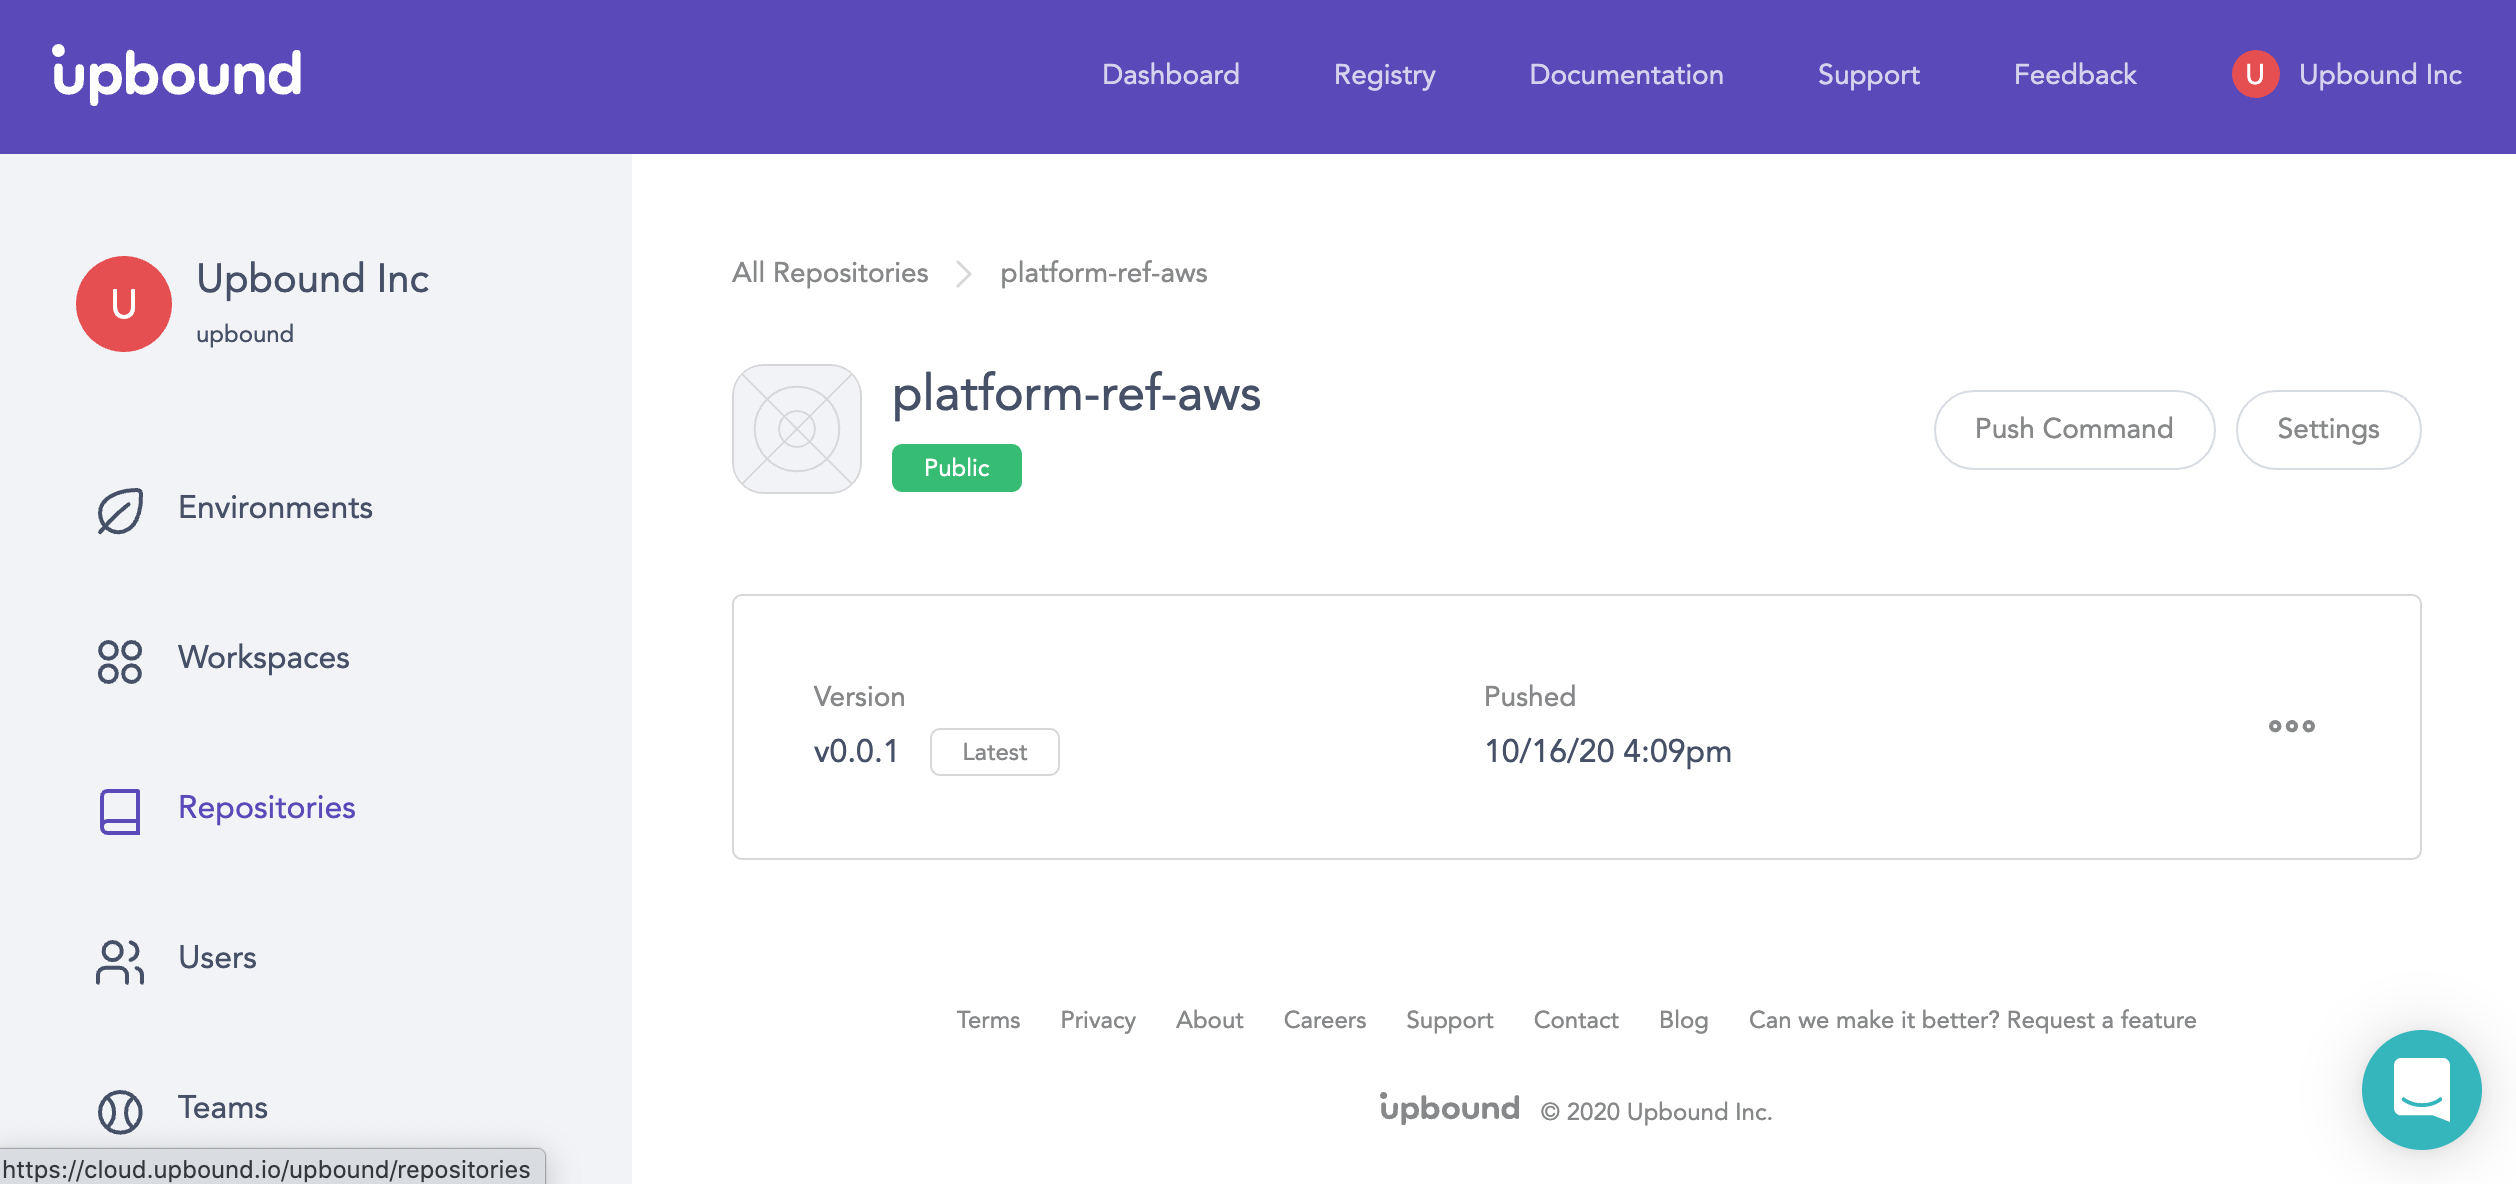 upbound
Dashboard Registry Documentation Support Feedback U Upbound Inc
U
Upbound Inc
upbound
Environments
Workspaces
Repositories
Users
Teams
https://cloud.upbound.io/upbound/repositories
All Repositories platform-ref-aws
platform-ref-aws
Public
Push Command Settings
Version Pushed
v0.0.1 Latest 10/16/20 4:09pm
Terms Privacy About Careers Support Contact Blog Can we make it better? Request a feature
upbound © 2020 Upbound Inc.